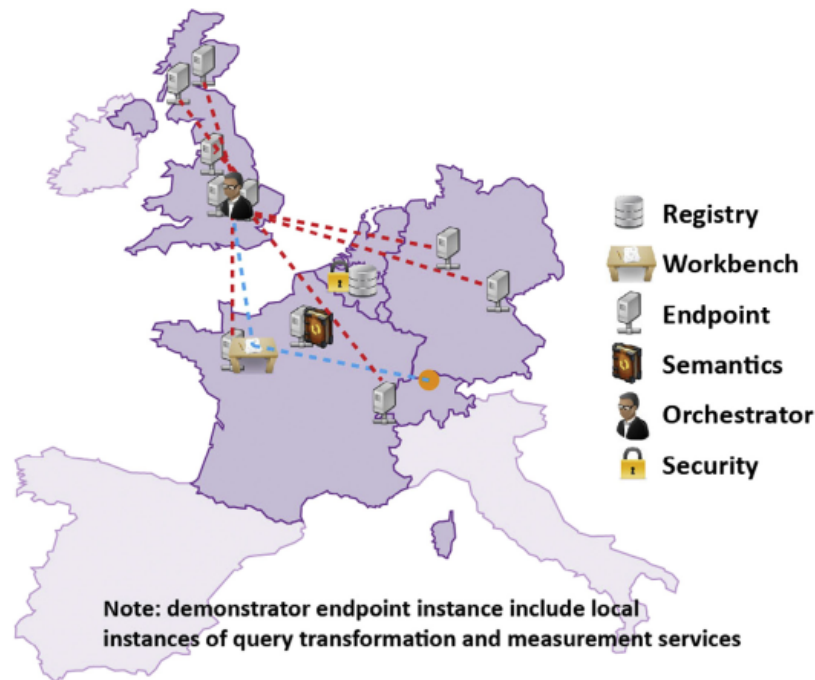 Registry
Workbench
Endpoint
Semantics
Orchestrator
Security
Note: demonstrator endpoint instance include local
instances of query transformation and measurement services